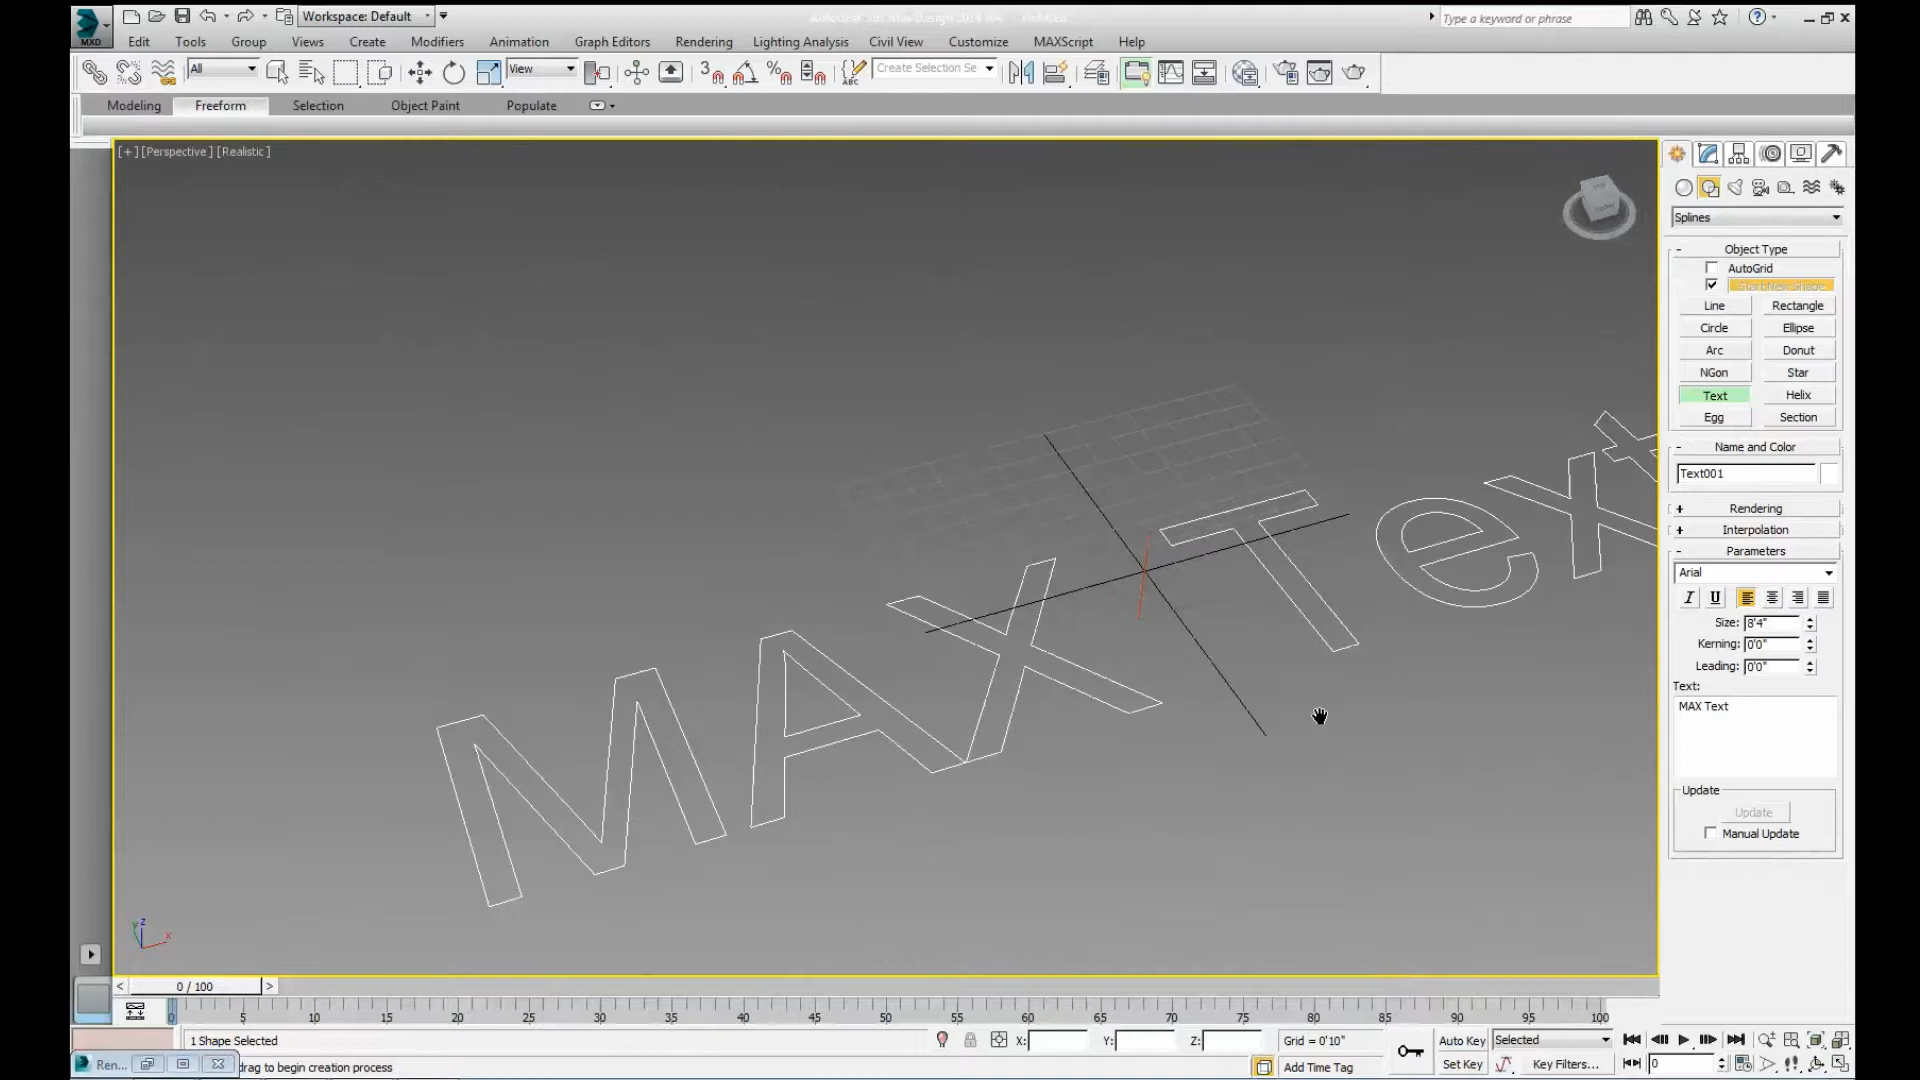 MXD
Workspace: Default
Type a keyword or phrase
Edit Tools Group Views Create Modifiers Animation Graph Editors Rendering Lighting Analysis Civil View Customize MAXScript Help
All View 3 % ABC Create Selection Se
Modeling Freeform Selection Object Paint Populate
[+] [Perspective ] [Realistic ]
Splines
- Object Type
AutoGrid
Start New Shape
Line Rectangle
Circle Ellipse
Arc Donut
NGon Star
Text Helix
Egg Section
- Name and Color
Text001
+ Rendering
+ Interpolation
- Parameters
Arial
I U
Size: 8'4"
Kerning: 0'0"
Leading: 0'0"
Text:
MAX Text
Update
Update
Manual Update
MAX Text
z y x
< 0 / 100 >
0 5 10 15 20 25 30 35 40 45 50 55 60 65 70 75 80 85 90 95 100
1 Shape Selected X: Y: Z: Grid = 0'10" Auto Key Selected
Ren... drag to begin creation process Add Time Tag Set Key Key Filters... 0